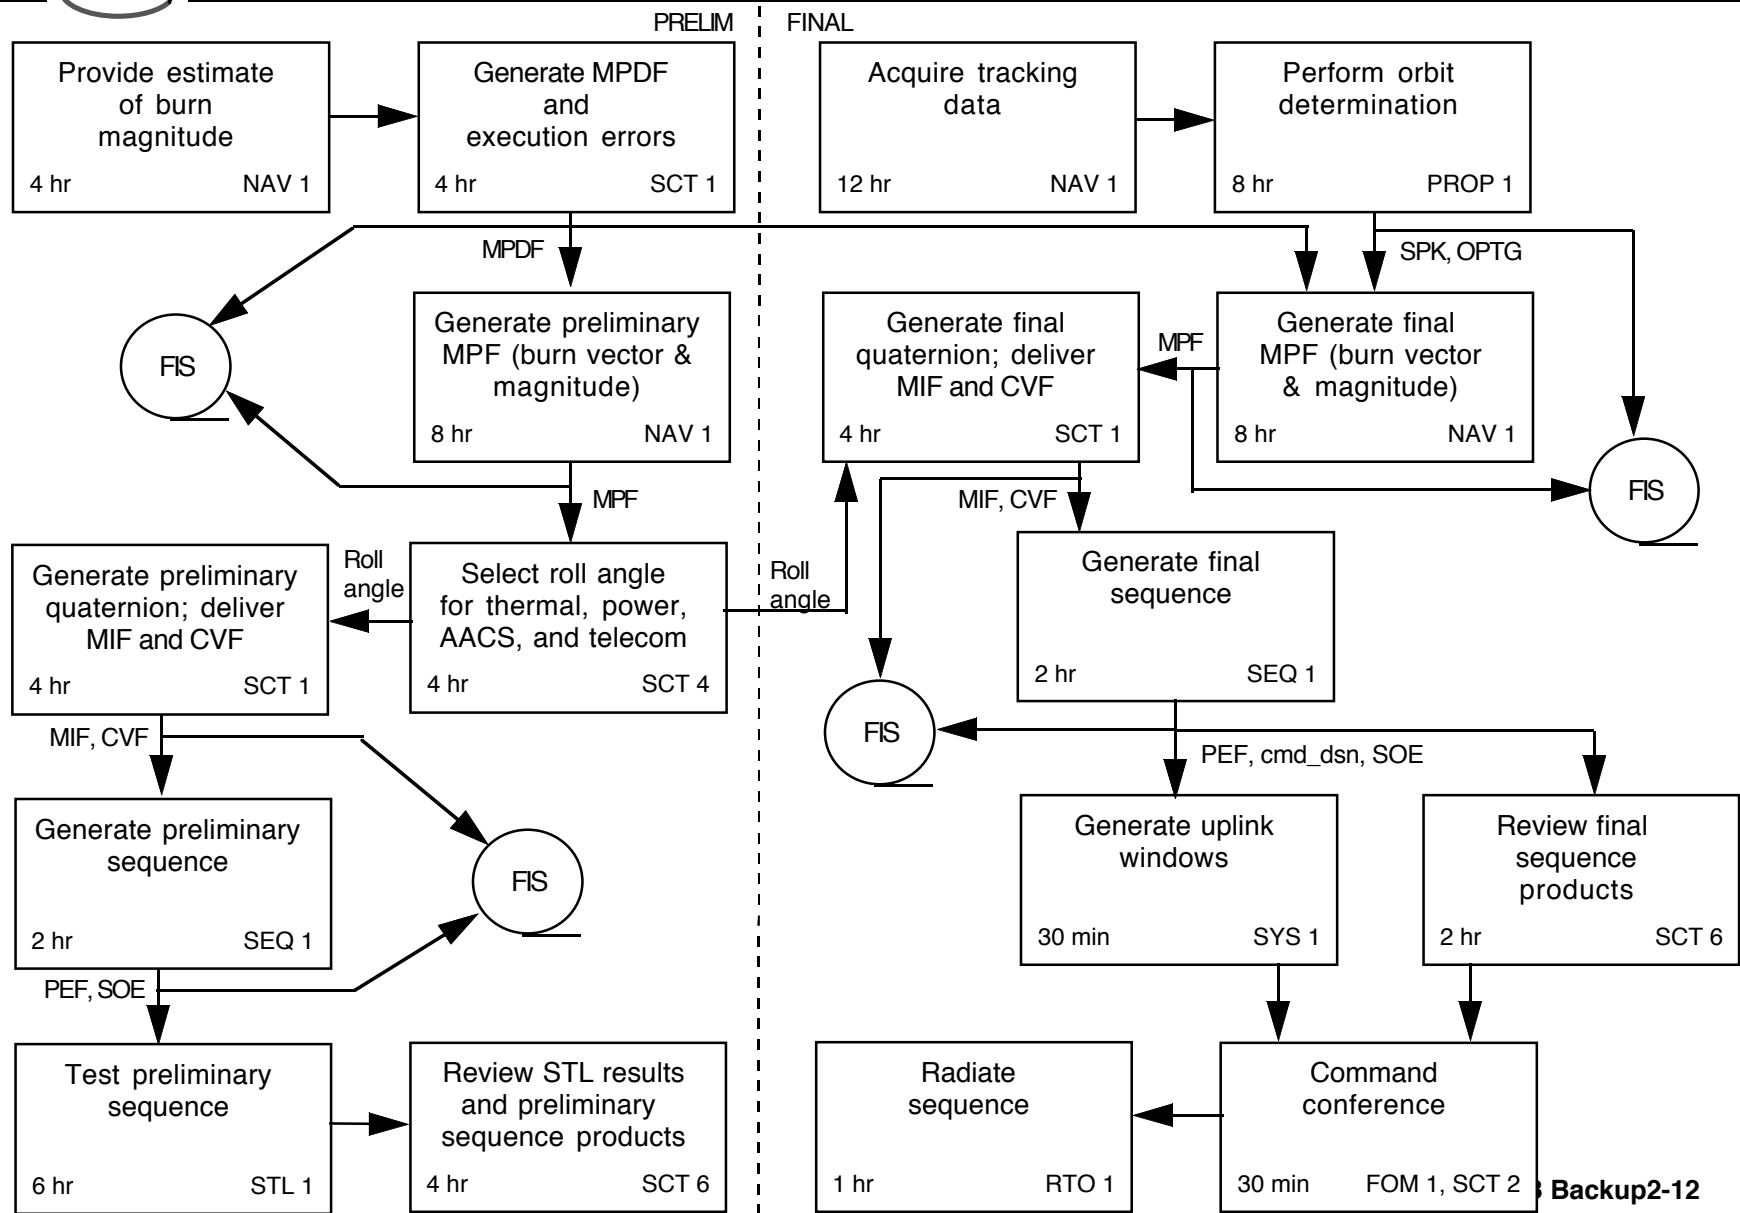 PRELIM
FINAL
Provide estimate
of burn
magnitude
4 hr NAV 1
Generate MPDF
and
execution errors
4 hr SCT 1
Acquire tracking
data
12 hr NAV 1
Perform orbit
determination
8 hr PROP 1
MPDF
SPK, OPTG
FIS
Generate preliminary
MPF (burn vector &
magnitude)
8 hr NAV 1
Generate final
quaternion; deliver
MIF and CVF
4 hr SCT 1
MPF
Generate final
MPF (burn vector
& magnitude)
8 hr NAV 1
FIS
MPF
MIF, CVF
Generate preliminary
quaternion; deliver
MIF and CVF
4 hr SCT 1
Roll
angle
Select roll angle
for thermal, power,
AACS, and telecom
4 hr SCT 4
Roll
angle
Generate final
sequence
2 hr SEQ 1
MIF, CVF
FIS
PEF, cmd_dsn, SOE
Generate preliminary
sequence
2 hr SEQ 1
FIS
Generate uplink
windows
30 min SYS 1
Review final
sequence
products
2 hr SCT 6
PEF, SOE
Test preliminary
sequence
6 hr STL 1
Review STL results
and preliminary
sequence products
4 hr SCT 6
Radiate
sequence
1 hr RTO 1
Command
conference
30 min FOM 1, SCT 2
Backup2-12